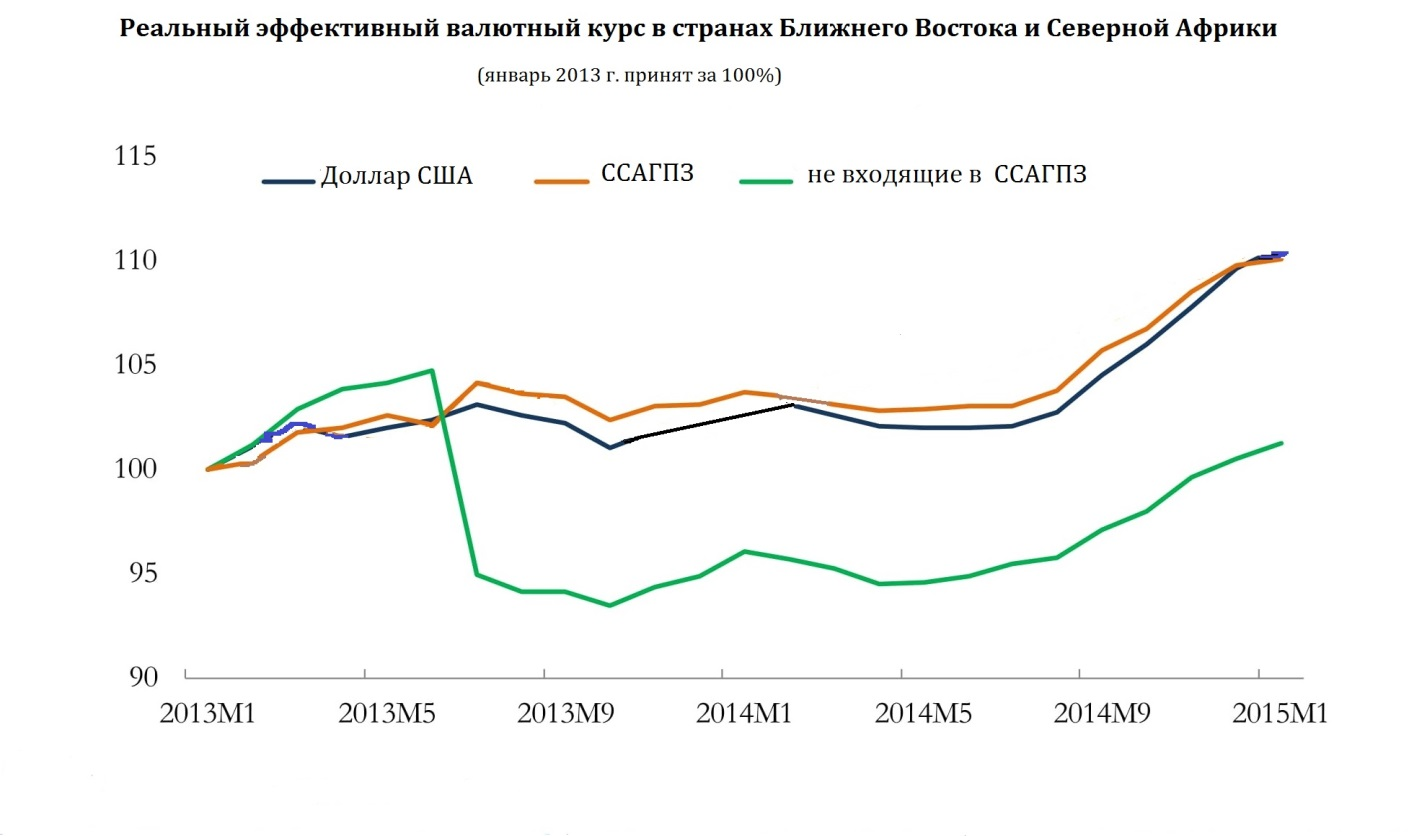 Реальный эффективный валютный курс в странах Ближнего Востока и Северной Африки
(январь 2013 г. принят за 100%)
115
Доллар США ССАГПЗ не входящие в ССАГПЗ
110
105
100
95
90
2013M1 2013M5 2013M9 2014M1 2014M5 2014M9 2015M1